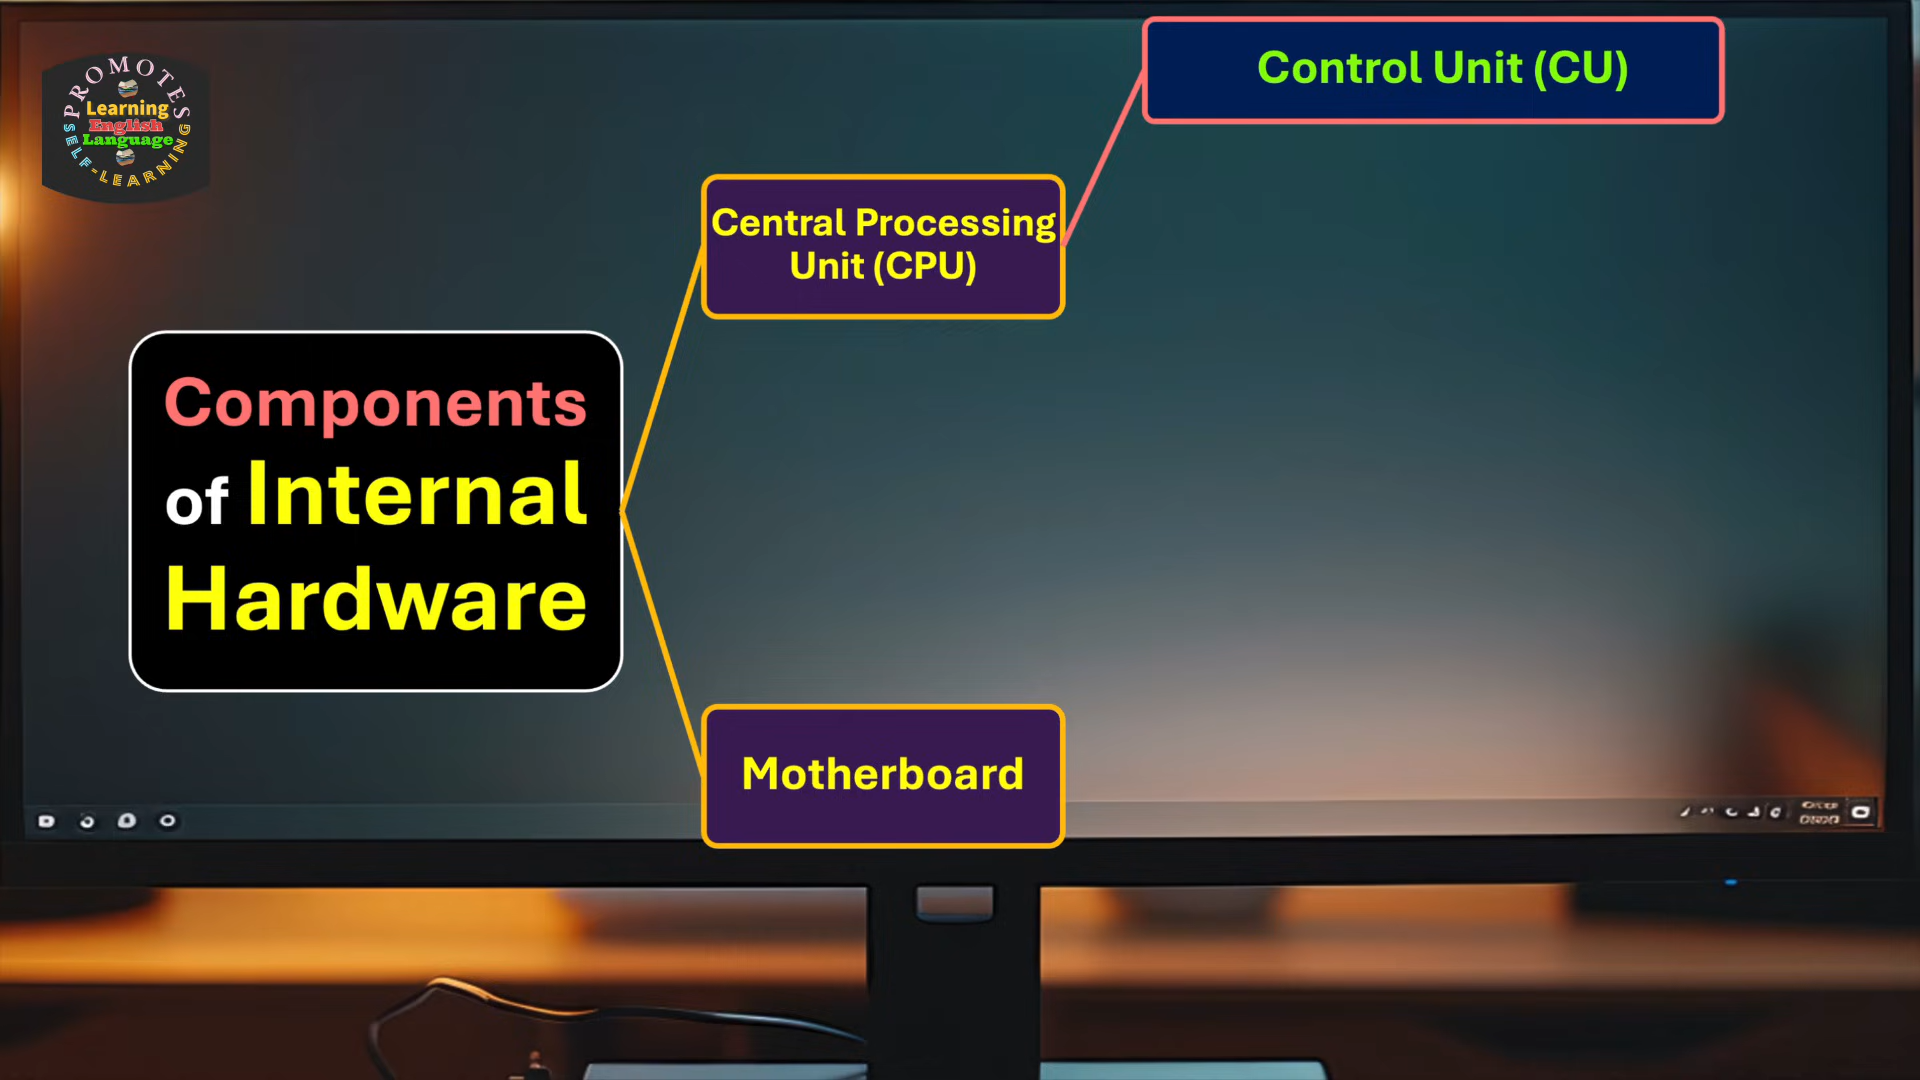 PROMOTES
Learning
English
Language
SELF-LEARNING
Control Unit (CU)
Central Processing
Unit (CPU)
Components
of Internal
Hardware
Motherboard